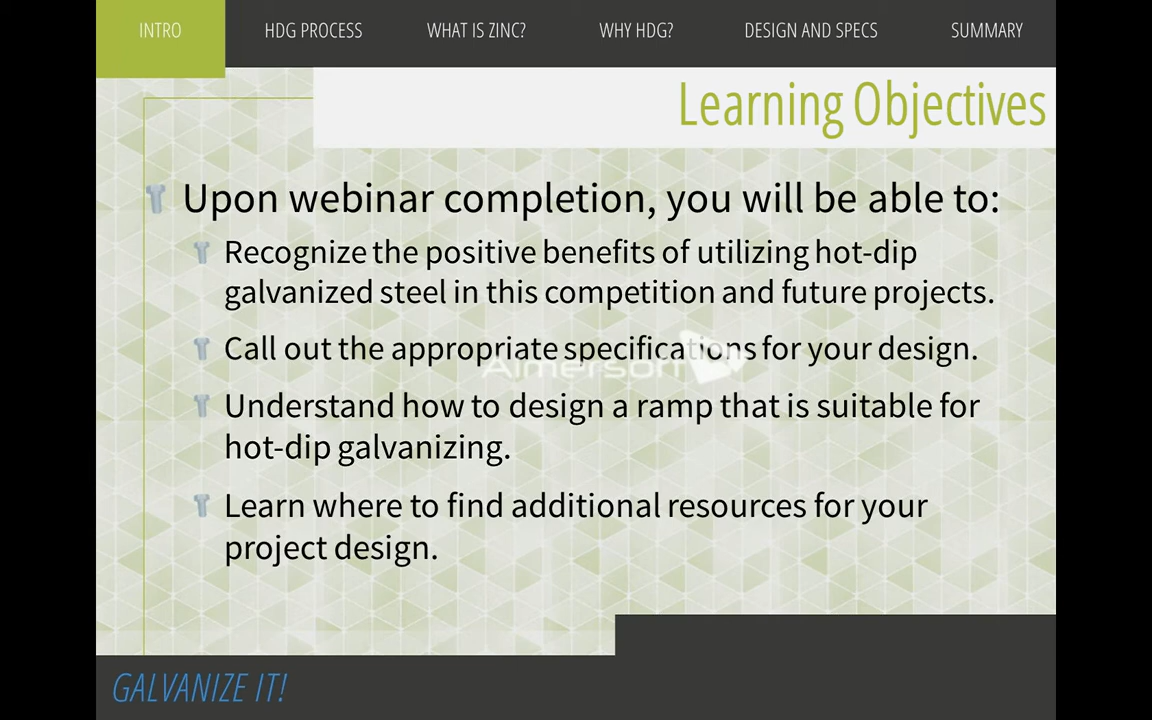 INTRO
HDG PROCESS
WHAT IS ZINC?
WHY HDG?
DESIGN AND SPECS
SUMMARY
Learning Objectives
Upon webinar completion, you will be able to:
Recognize the positive benefits of utilizing hot-dip
galvanized steel in this competition and future projects.
Call out the appropriate specifications for your design.
Aimersoft
Understand how to design a ramp that is suitable for
hot-dip galvanizing.
Learn where to find additional resources for your
project design.
GALVANIZE IT!